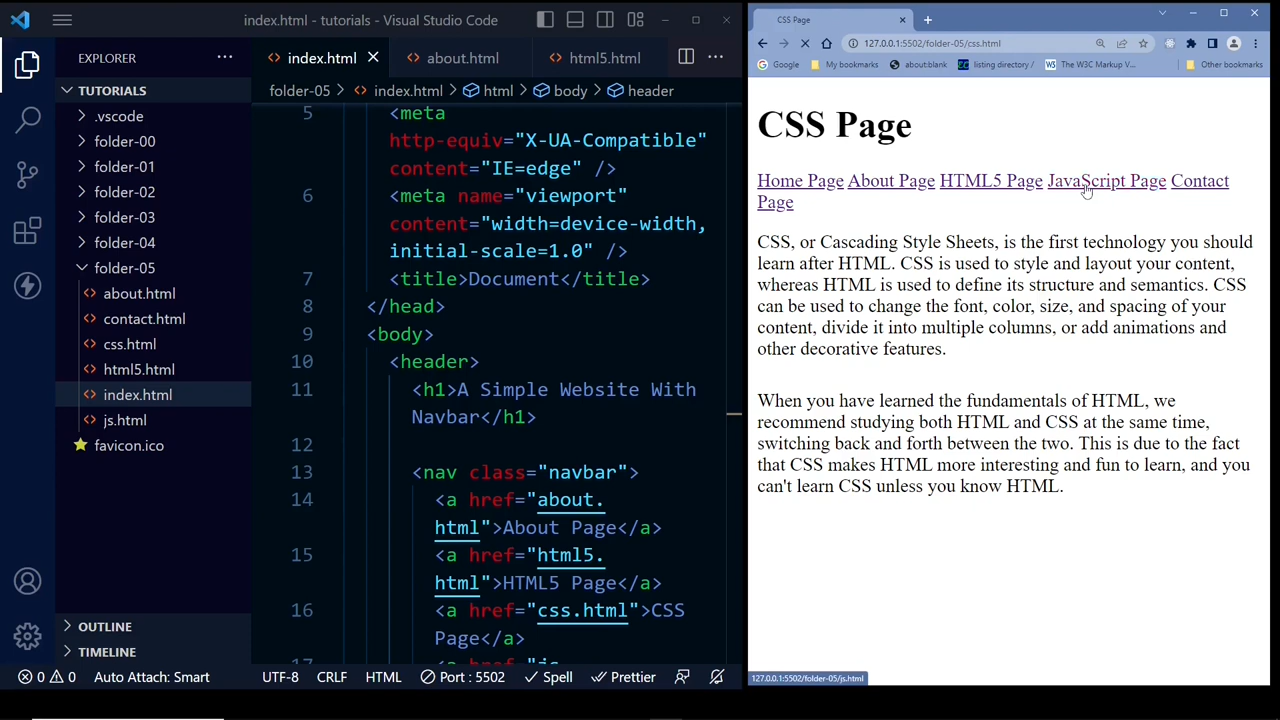 index.html - tutorials - Visual Studio Code
EXPLORER
TUTORIALS
.vscode
folder-00
folder-01
folder-02
folder-03
folder-04
folder-05
about.html
contact.html
css.html
html5.html
index.html
js.html
favicon.ico
OUTLINE
TIMELINE
index.html
about.html
html5.html
folder-05 > index.html > html > body > header
5 <meta
http-equiv="X-UA-Compatible"
content="IE=edge" />
6 <meta name="viewport"
content="width=device-width,
initial-scale=1.0" />
7 <title>Document</title>
8 </head>
9 <body>
10 <header>
11 <h1>A Simple Website With
Navbar</h1>
12
13 <nav class="navbar">
14 <a href="about.
html">About Page</a>
15 <a href="html5.
html">HTML5 Page</a>
16 <a href="css.html">CSS
Page</a>
17 <a href="js.
0 0 Auto Attach: Smart UTF-8 CRLF HTML Port : 5502 Spell Prettier
CSS Page
127.0.0.1:5502/folder-05/css.html
Google My bookmarks about:blank listing directory / The W3C Markup V... Other bookmarks
CSS Page
Home Page About Page HTML5 Page JavaScript Page Contact
Page
CSS, or Cascading Style Sheets, is the first technology you should
learn after HTML. CSS is used to style and layout your content,
whereas HTML is used to define its structure and semantics. CSS
can be used to change the font, color, size, and spacing of your
content, divide it into multiple columns, or add animations and
other decorative features.
When you have learned the fundamentals of HTML, we
recommend studying both HTML and CSS at the same time,
switching back and forth between the two. This is due to the fact
that CSS makes HTML more interesting and fun to learn, and you
can't learn CSS unless you know HTML.
127.0.0.1:5502/folder-05/js.html